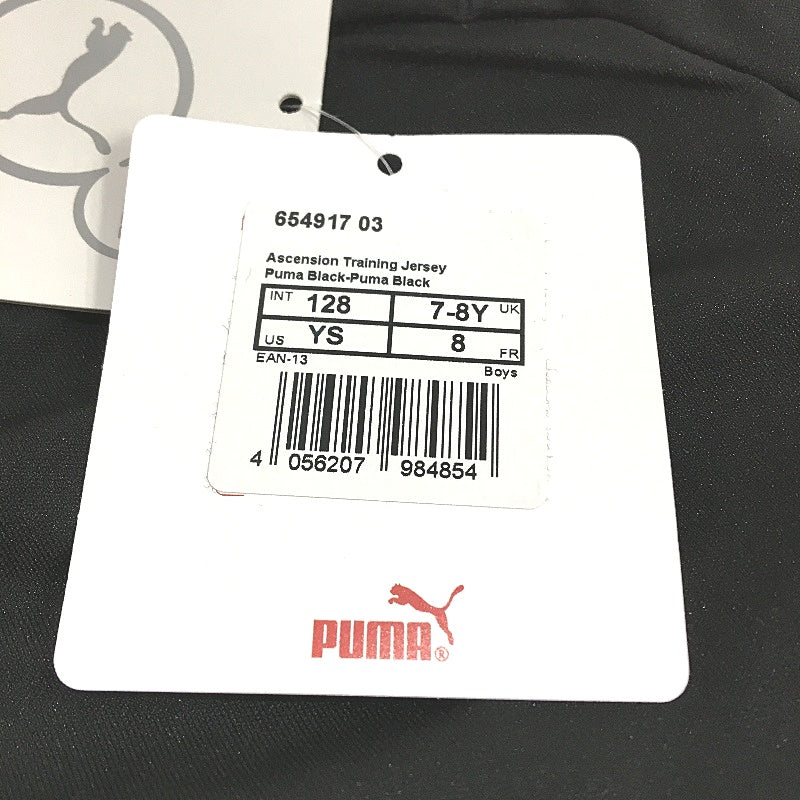 654917 03
Ascension Training Jersey
Puma Black-Puma Black
INT 128 7-8Y UK
US YS 8 FR
EAN-13 Boys
4 056207 984854
PUMA®